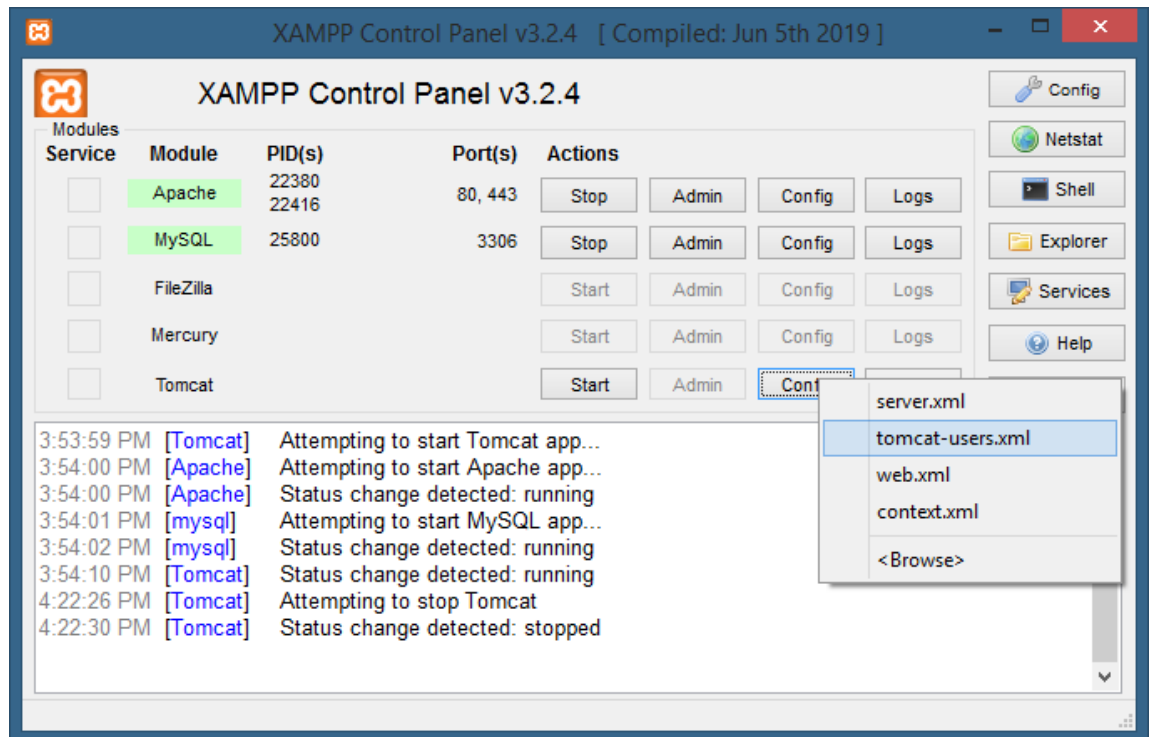 XAMPP Control Panel v3.2.4 [ Compiled: Jun 5th 2019 ]
XAMPP Control Panel v3.2.4
Config
Modules
Netstat
Service Module PID(s) Port(s) Actions
Apache 22380 22416 80, 443 Stop Admin Config Logs
Shell
MySQL 25800 3306 Stop Admin Config Logs
Explorer
FileZilla Start Admin Config Logs
Services
Mercury Start Admin Config Logs
Help
Tomcat Start Admin
server.xml
tomcat-users.xml
web.xml
context.xml
<Browse>
3:53:59 PM [Tomcat] Attempting to start Tomcat app...
3:54:00 PM [Apache] Attempting to start Apache app...
3:54:00 PM [Apache] Status change detected: running
3:54:01 PM [mysql] Attempting to start MySQL app...
3:54:02 PM [mysql] Status change detected: running
3:54:10 PM [Tomcat] Status change detected: running
4:22:26 PM [Tomcat] Attempting to stop Tomcat
4:22:30 PM [Tomcat] Status change detected: stopped